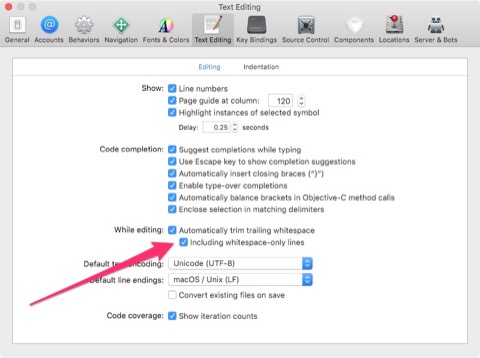 Text Editing
General Accounts Behaviors Navigation Fonts & Colors Text Editing Key Bindings Source Control Components Locations Server & Bots
Editing Indentation
Show: Line numbers
Page guide at column: 120
Highlight instances of selected symbol
Delay: 0.25 seconds
Code completion: Suggest completions while typing
Use Escape key to show completion suggestions
Automatically insert closing braces ("}")
Enable type-over completions
Automatically balance brackets in Objective-C method calls
Enclose selection in matching delimiters
While editing: Automatically trim trailing whitespace
Including whitespace-only lines
Default encoding: Unicode (UTF-8)
Default line endings: macOS / Unix (LF)
Convert existing files on save
Code coverage: Show iteration counts